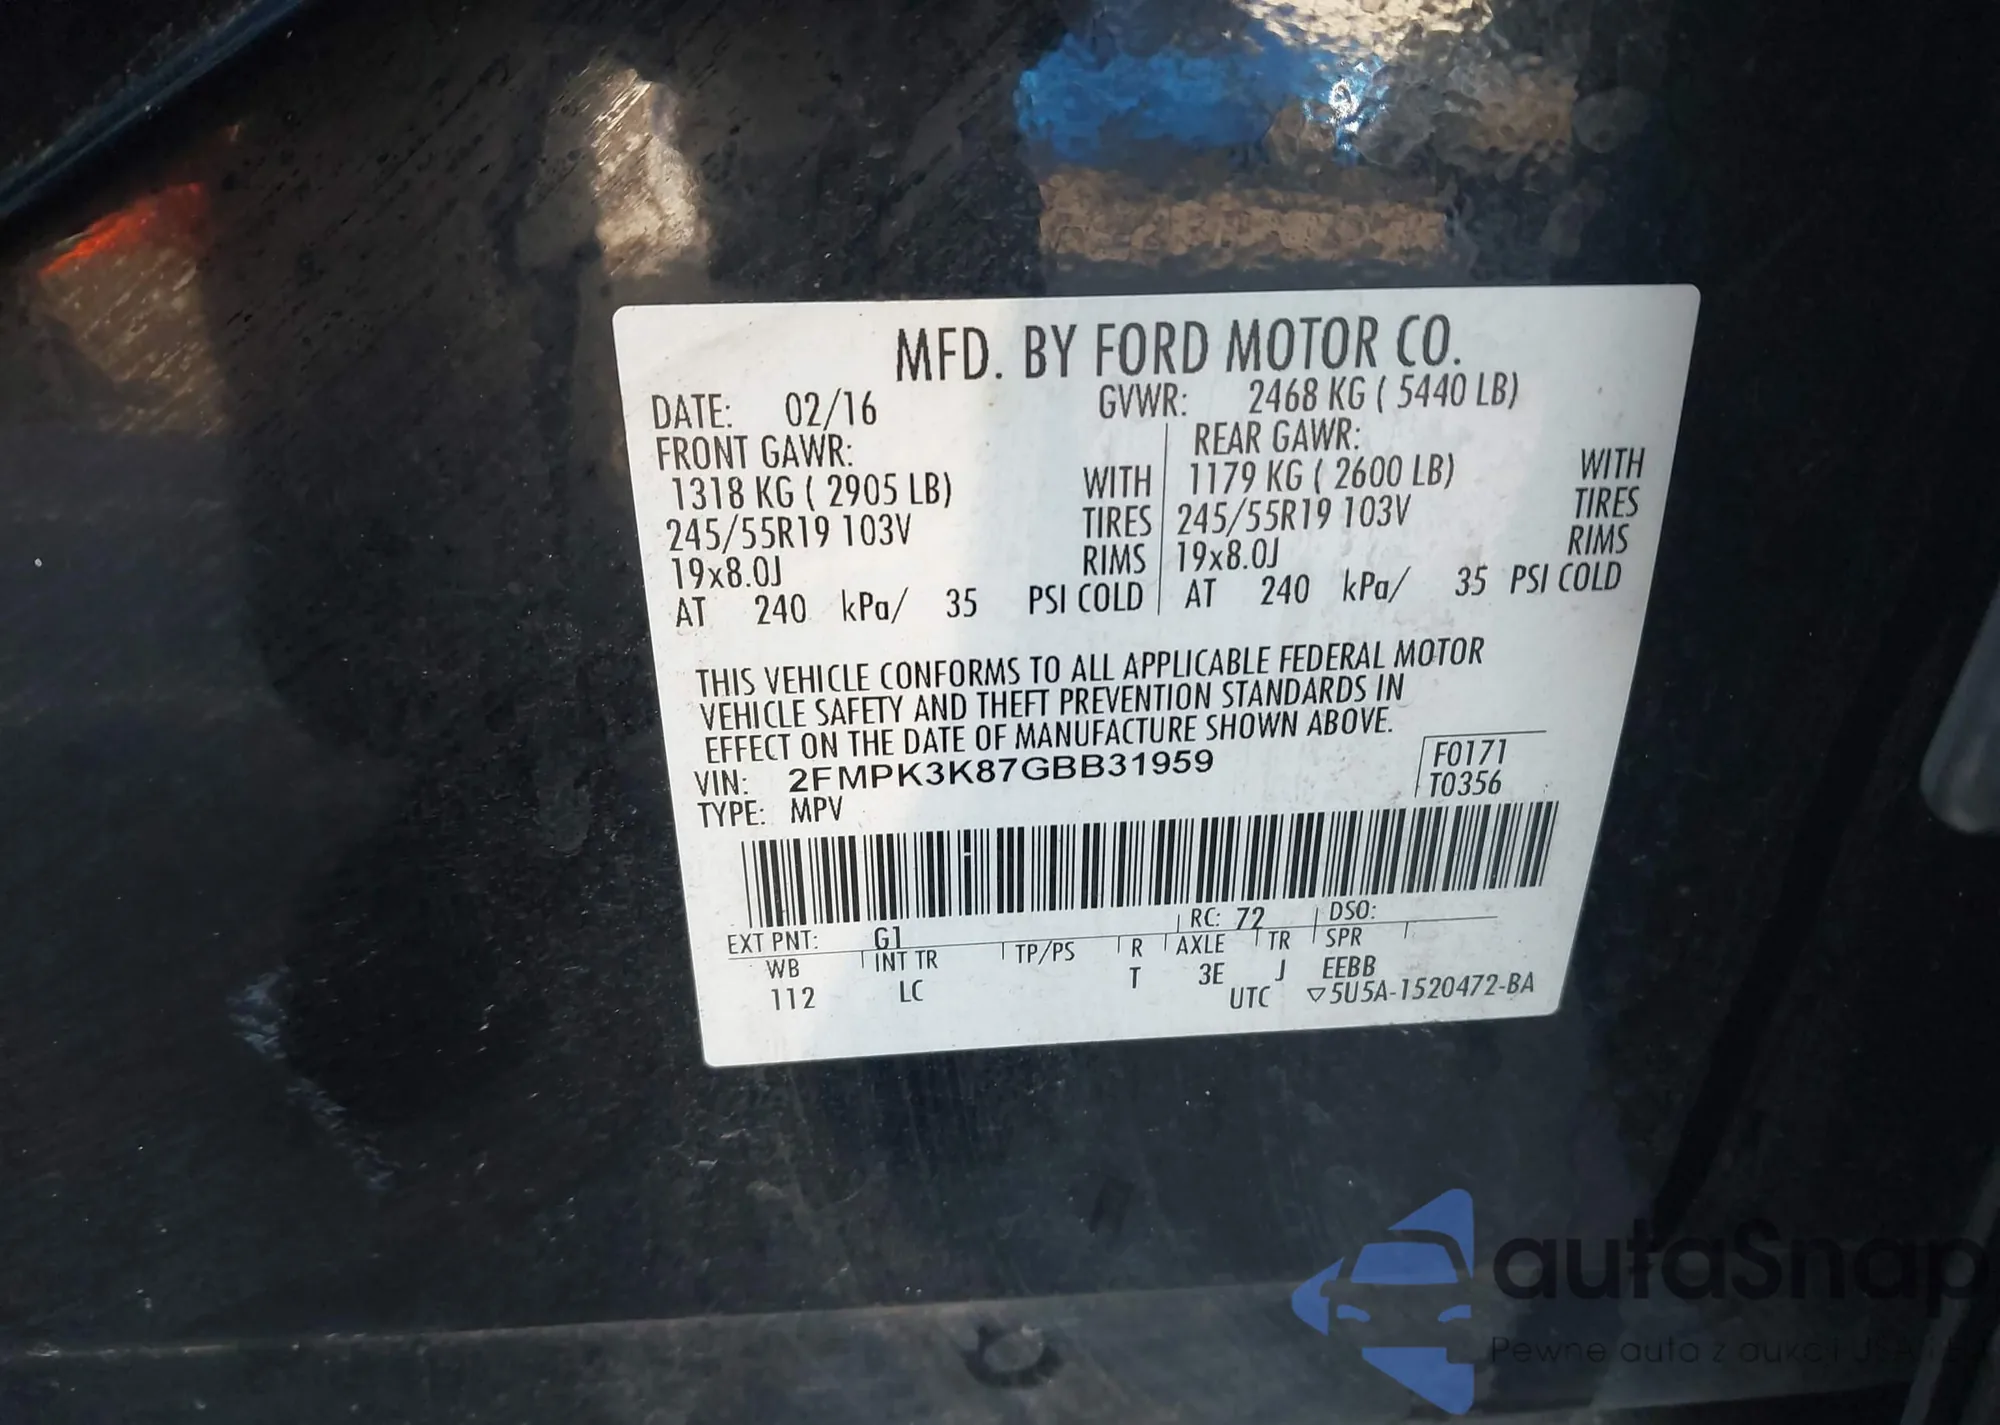 MFD. BY FORD MOTOR CO.
DATE: 02/16 GVWR: 2468 KG ( 5440 LB)
FRONT GAWR: REAR GAWR:
1318 KG ( 2905 LB) WITH 1179 KG ( 2600 LB) WITH
245/55R19 103V TIRES 245/55R19 103V TIRES
19x8.0J RIMS 19x8.0J RIMS
AT 240 kPa/ 35 PSI COLD AT 240 kPa/ 35 PSI COLD
THIS VEHICLE CONFORMS TO ALL APPLICABLE FEDERAL MOTOR
VEHICLE SAFETY AND THEFT PREVENTION STANDARDS IN
EFFECT ON THE DATE OF MANUFACTURE SHOWN ABOVE.
VIN: 2FMPK3K87GBB31959 F0171
TYPE: MPV T0356
EXT PNT: G1 RC: 72 DSO:
WB INT TR TP/PS R AXLE TR SPR
112 LC T 3E J EEBB
UTC ▽5U5A-1520472-BA
autaSnap
Pewne auta z aukcji